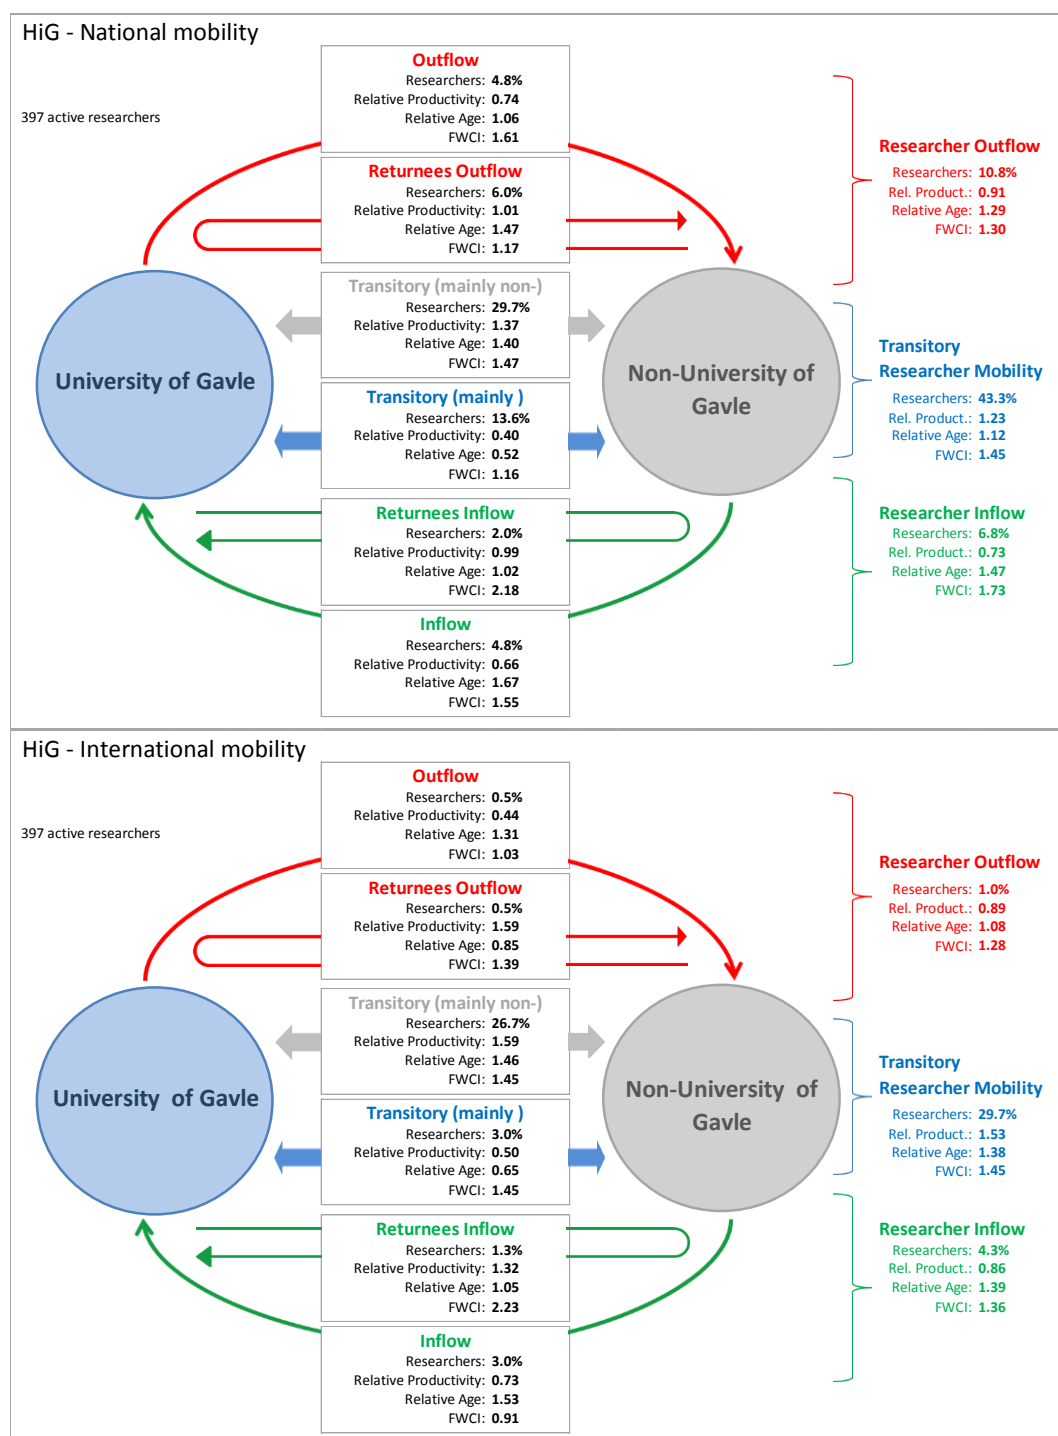 HiG - National mobility
397 active researchers
Outflow
Researchers: 4.8%
Relative Productivity: 0.74
Relative Age: 1.06
FWCI: 1.61
Returnees Outflow
Researchers: 6.0%
Relative Productivity: 1.01
Relative Age: 1.47
FWCI: 1.17
Transitory (mainly non-)
Researchers: 29.7%
Relative Productivity: 1.37
Relative Age: 1.40
FWCI: 1.47
Transitory (mainly )
Researchers: 13.6%
Relative Productivity: 0.40
Relative Age: 0.52
FWCI: 1.16
Returnees Inflow
Researchers: 2.0%
Relative Productivity: 0.99
Relative Age: 1.02
FWCI: 2.18
Inflow
Researchers: 4.8%
Relative Productivity: 0.66
Relative Age: 1.67
FWCI: 1.55
University of Gavle
Non-University of
Gavle
Researcher Outflow
Researchers: 10.8%
Rel. Product.: 0.91
Relative Age: 1.29
FWCI: 1.30
Transitory
Researcher Mobility
Researchers: 43.3%
Rel. Product.: 1.23
Relative Age: 1.12
FWCI: 1.45
Researcher Inflow
Researchers: 6.8%
Rel. Product.: 0.73
Relative Age: 1.47
FWCI: 1.73
HiG - International mobility
397 active researchers
Outflow
Researchers: 0.5%
Relative Productivity: 0.44
Relative Age: 1.31
FWCI: 1.03
Returnees Outflow
Researchers: 0.5%
Relative Productivity: 1.59
Relative Age: 0.85
FWCI: 1.39
Transitory (mainly non-)
Researchers: 26.7%
Relative Productivity: 1.59
Relative Age: 1.46
FWCI: 1.45
Transitory (mainly )
Researchers: 3.0%
Relative Productivity: 0.50
Relative Age: 0.65
FWCI: 1.45
Returnees Inflow
Researchers: 1.3%
Relative Productivity: 1.32
Relative Age: 1.05
FWCI: 2.23
Inflow
Researchers: 3.0%
Relative Productivity: 0.73
Relative Age: 1.53
FWCI: 0.91
University of Gavle
Non-University of
Gavle
Researcher Outflow
Researchers: 1.0%
Rel. Product.: 0.89
Relative Age: 1.08
FWCI: 1.28
Transitory
Researcher Mobility
Researchers: 29.7%
Rel. Product.: 1.53
Relative Age: 1.38
FWCI: 1.45
Researcher Inflow
Researchers: 4.3%
Rel. Product.: 0.86
Relative Age: 1.39
FWCI: 1.36